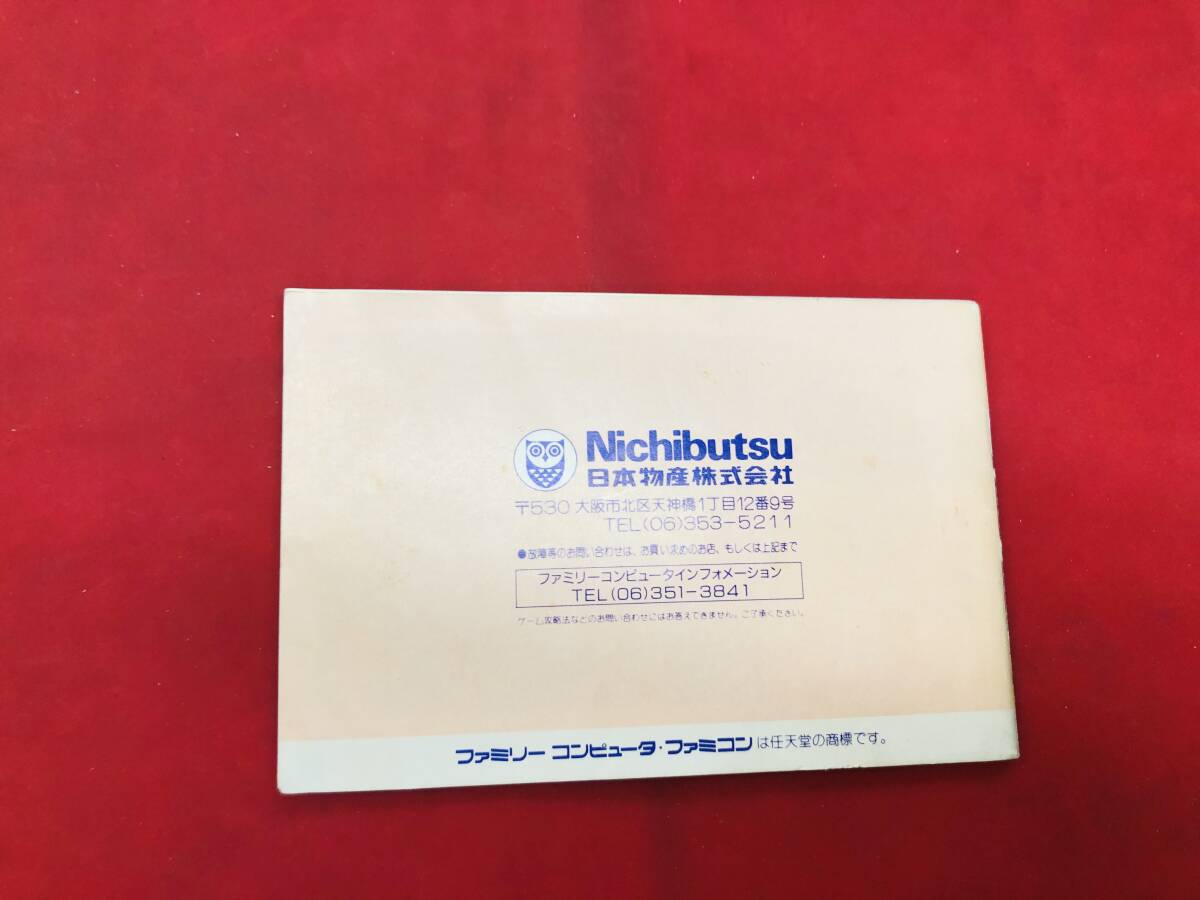 Nichibutsu
日本物産株式会社
〒530 大阪市北区天神橋1丁目12番9号
TEL(06)353-5211
●故障等のお問い合わせは、お買い求めのお店、もしくは上記まで
ファミリーコンピュータインフォメーション
TEL(06)351-3841
ゲーム攻略法などのお問い合わせにはお答えできません。ご了承ください。
ファミリー コンピュータ・ファミコンは任天堂の商標です。